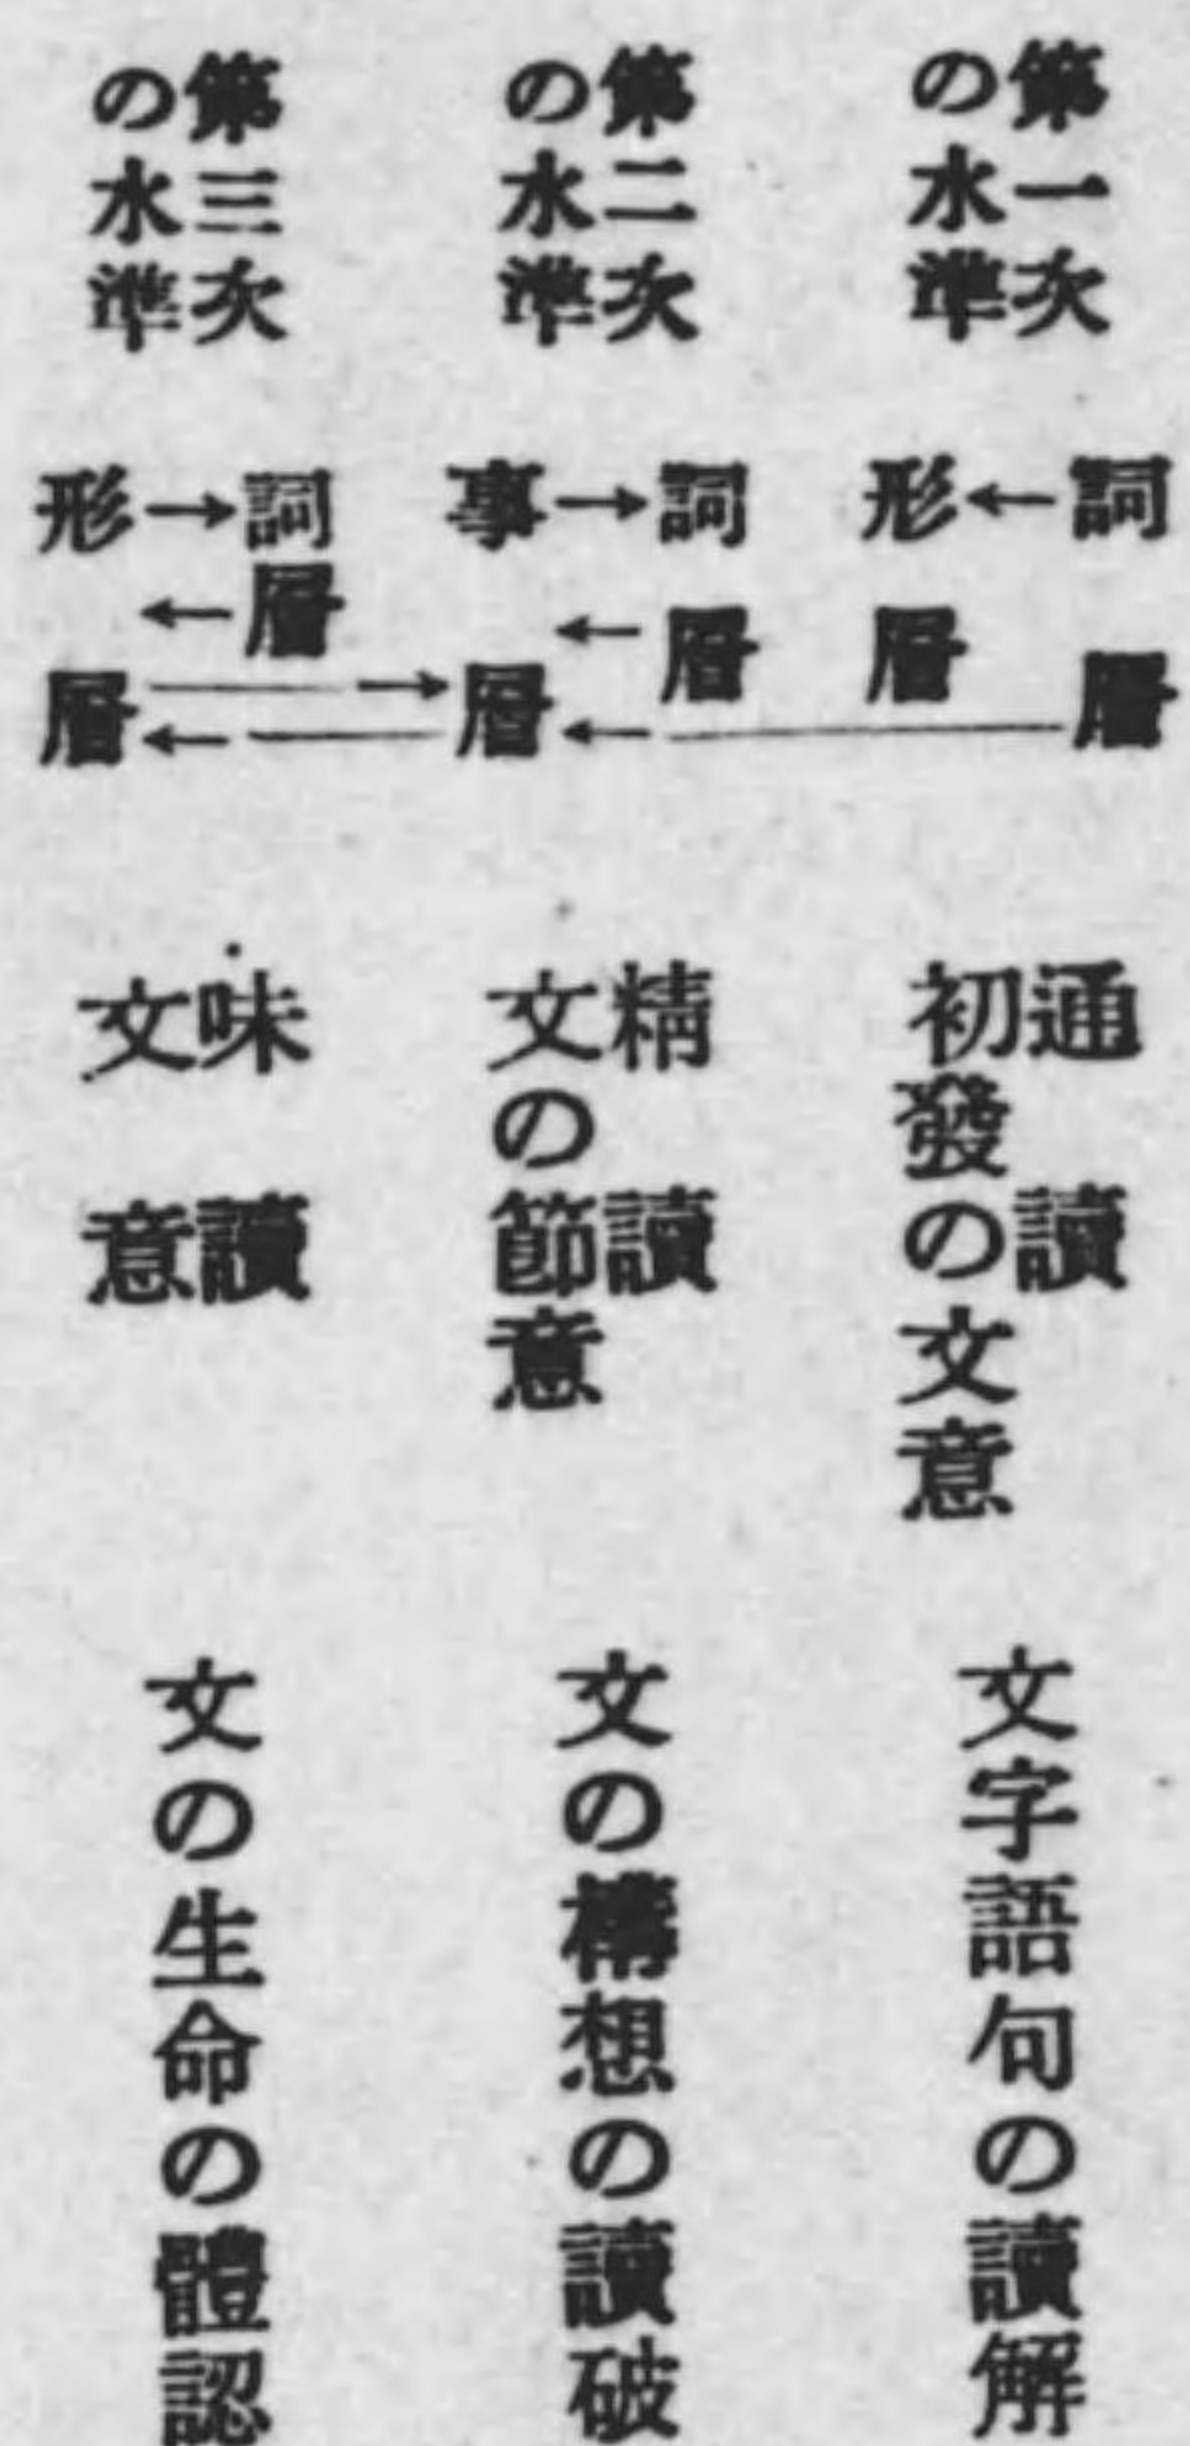 第一次
の水準
詞層
形層
通讀
初發の文意
文字語句の讀解
第二次
の水準
詞層
事層
精讀
文の節意
文の構想の讀破
第三次
の水準
詞層
形層
味讀
文意
文の生命の體認